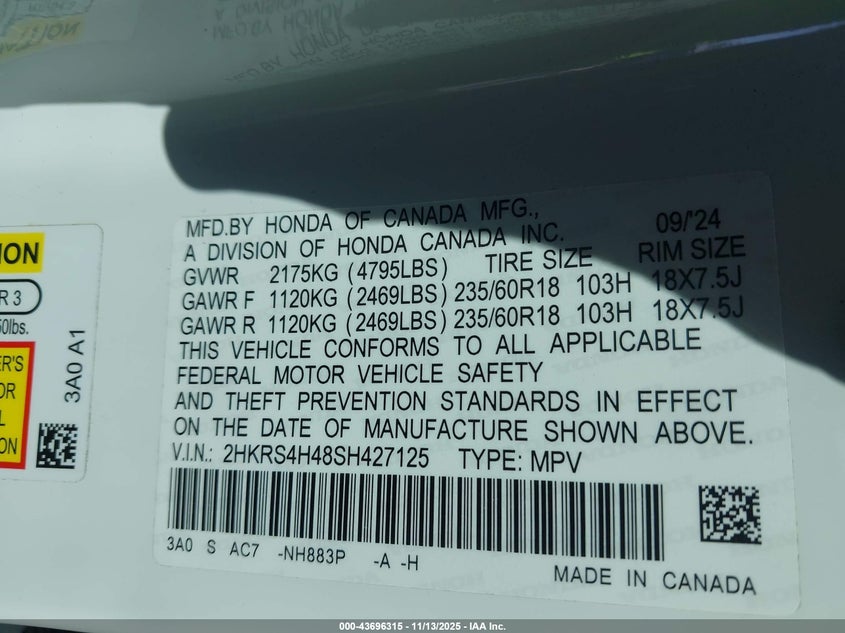 MFD.BY HONDA OF CANADA MFG.,
A DIVISION OF HONDA CANADA INC. 09/'24
GVWR 2175KG (4795LBS) TIRE SIZE RIM SIZE
GAWR F 1120KG (2469LBS) 235/60R18 103H 18X7.5J
GAWR R 1120KG (2469LBS) 235/60R18 103H 18X7.5J
THIS VEHICLE CONFORMS TO ALL APPLICABLE
FEDERAL MOTOR VEHICLE SAFETY
AND THEFT PREVENTION STANDARDS IN EFFECT
ON THE DATE OF MANUFACTURE SHOWN ABOVE.
V.I.N.: 2HKRS4H48SH427125 TYPE: MPV
3A0 S AC7 -NH883P -A -H
MADE IN CANADA
3A0 A1
000-43696315 - 11/13/2025 - IAA Inc.